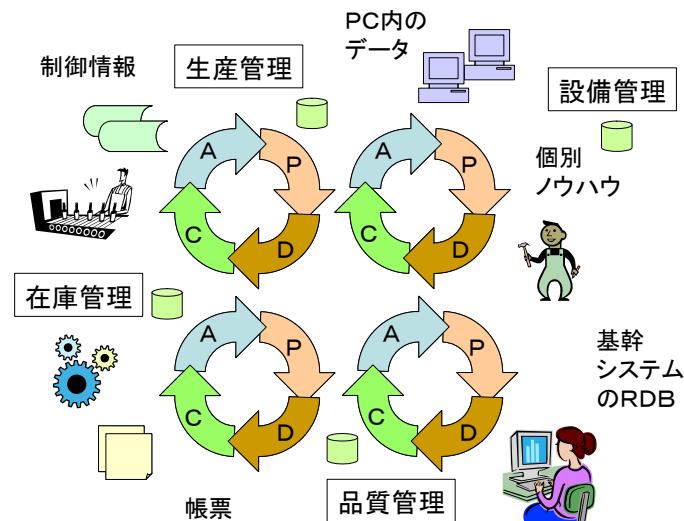 PC内の
データ
制御情報
生産管理
設備管理
A
P
C
D
A
P
C
D
個別
ノウハウ
在庫管理
A
P
C
D
A
P
C
D
基幹
システム
のRDB
帳票
品質管理